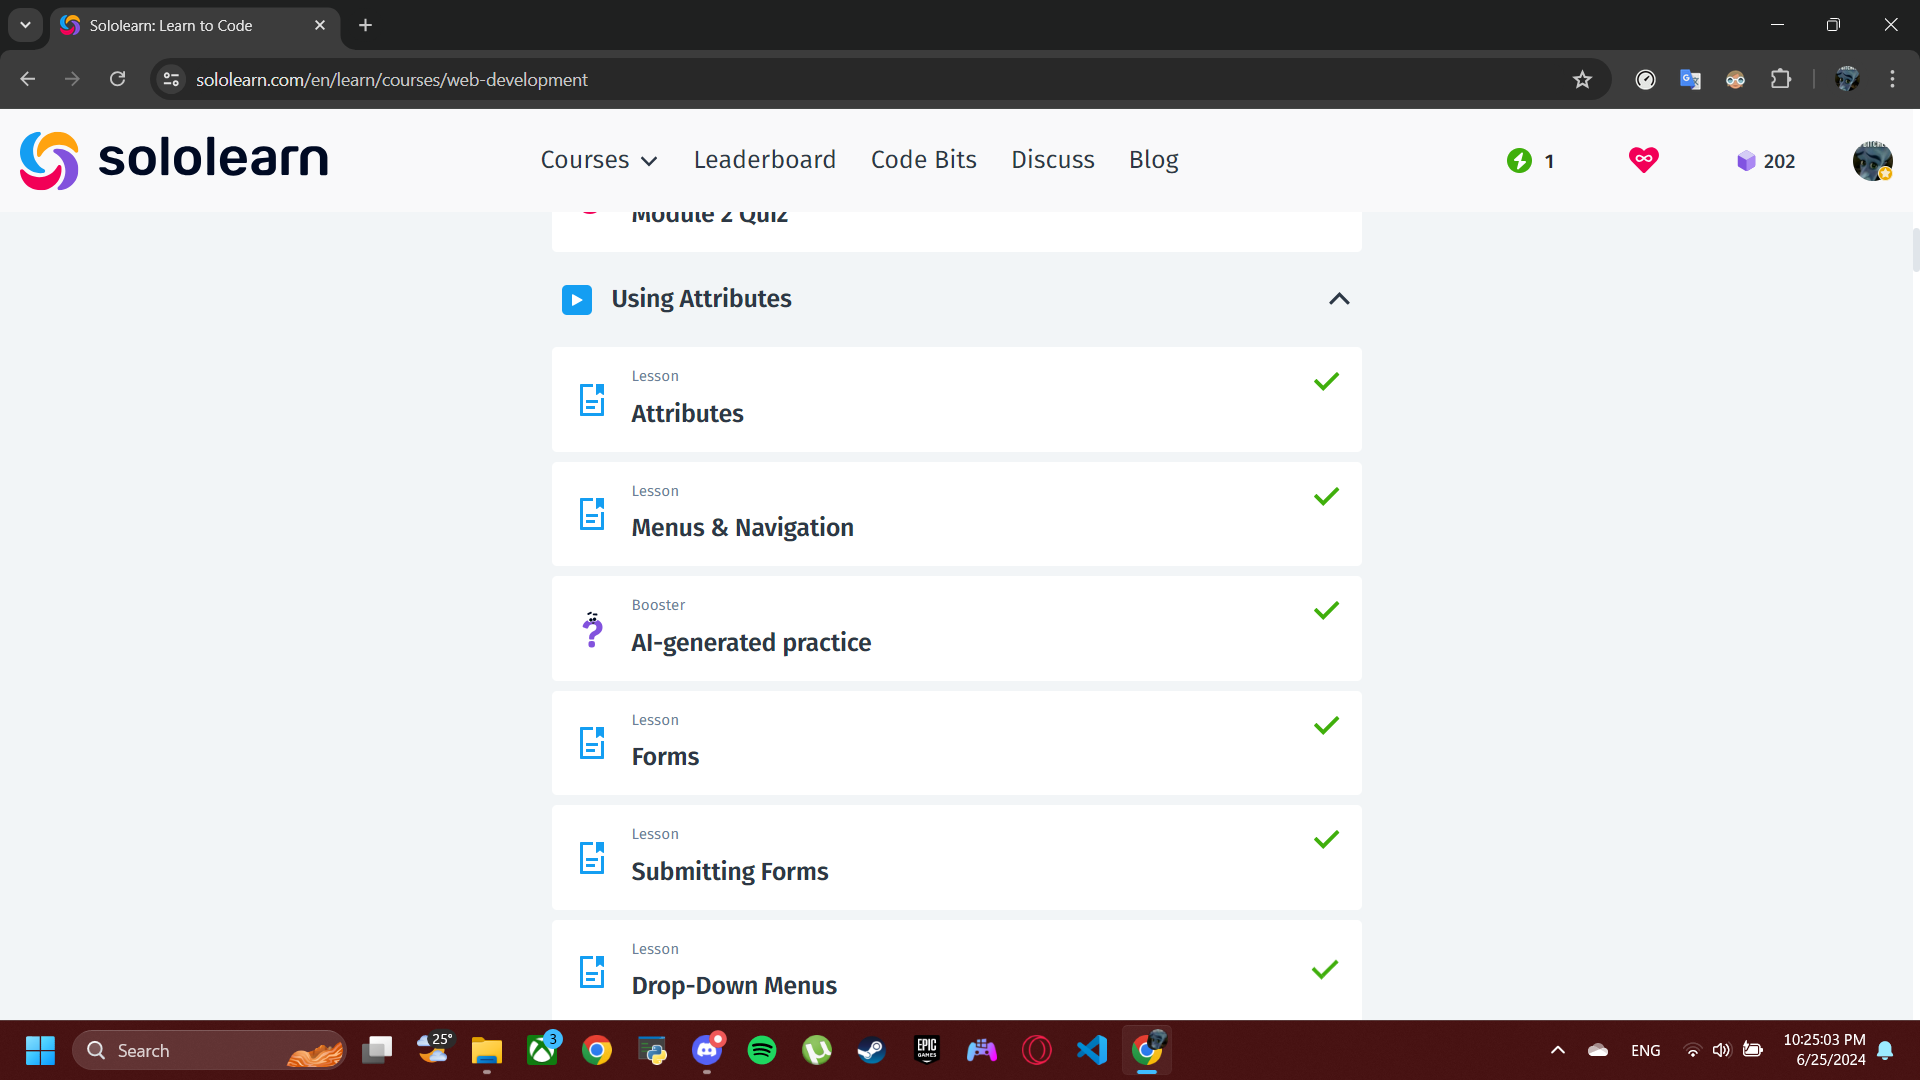 Sololearn: Learn to Code
sololearn.com/en/learn/courses/web-development
sololearn
Courses
Leaderboard
Code Bits
Discuss
Blog
1
202
Module 2 Quiz
Using Attributes
Lesson
Attributes
Lesson
Menus & Navigation
Booster
AI-generated practice
Lesson
Forms
Lesson
Submitting Forms
Lesson
Drop-Down Menus
Search
25°
3
EPIC
GAMES
ENG
10:25:03 PM
6/25/2024